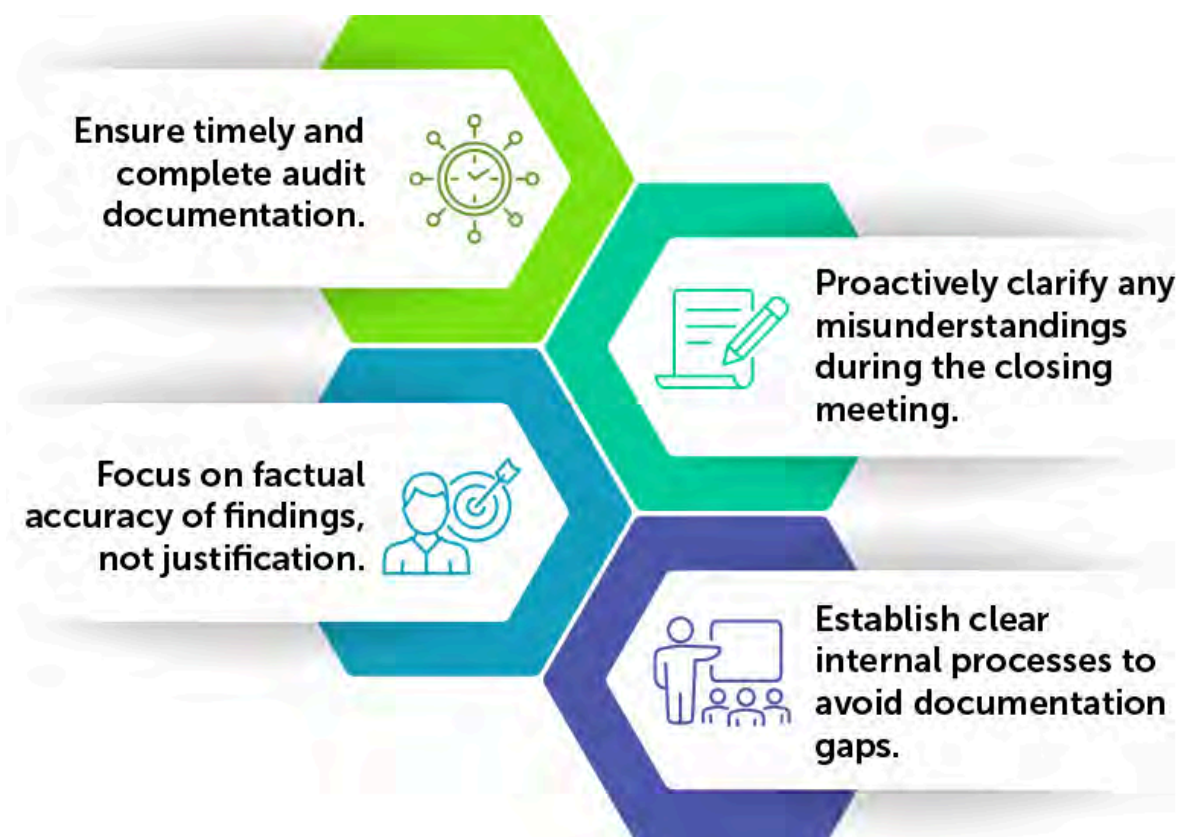 Ensure timely and
complete audit
documentation.
Proactively clarify any
misunderstandings
during the closing
meeting.
Focus on factual
accuracy of findings,
not justification.
Establish clear
internal processes to
avoid documentation
gaps.